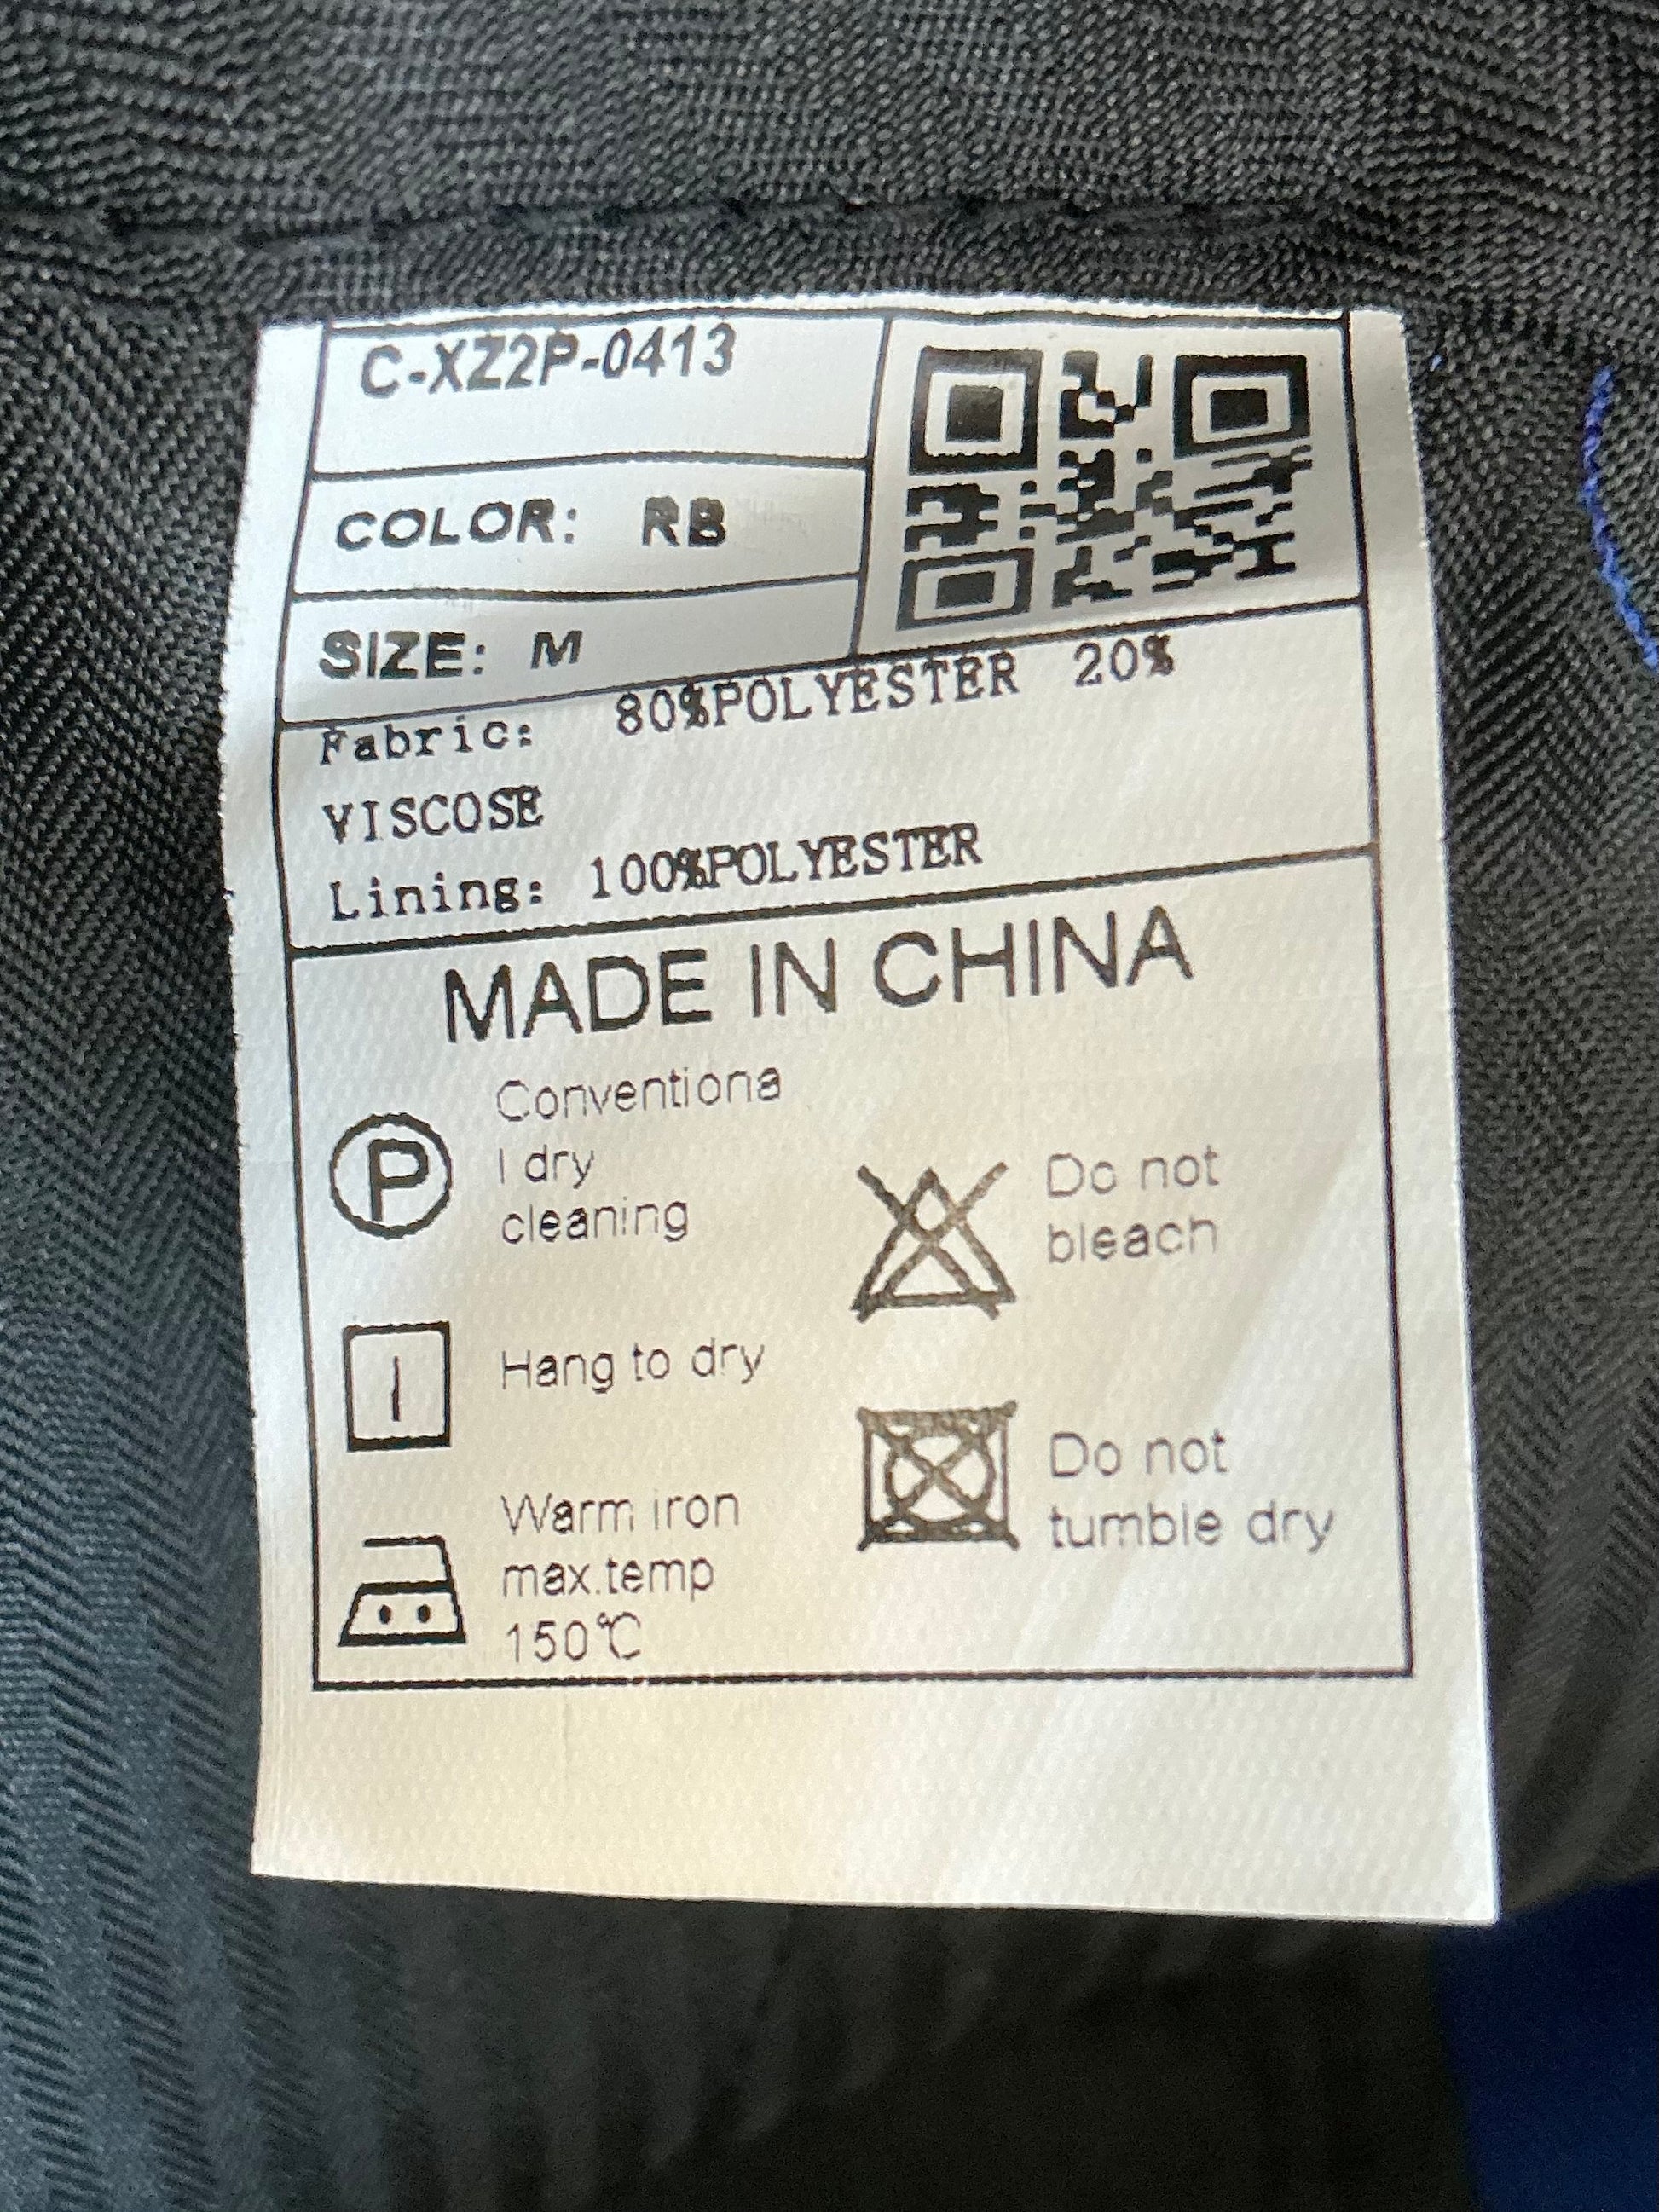 C-XZ2P-0413
COLOR: RB
SIZE: M
Fabric: 80%POLYESTER 20%
VISCOSE
Lining: 100%POLYESTER
MADE IN CHINA
P
Conventiona
l dry
cleaning
Do not
bleach
Hang to dry
Do not
tumble dry
Warm iron
max.temp
150℃